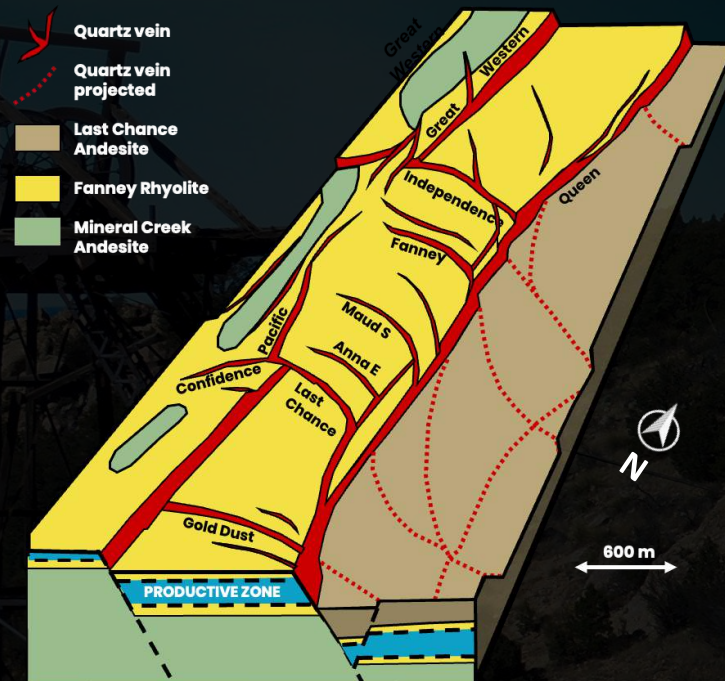 Quartz vein
Quartz vein
projected
Last Chance
Andesite
Fanney Rhyolite
Mineral Creek
Andesite
Great
Western
Great
Western
Independence
Queen
Fanney
Pacific
Maud S
Anna E
Confidence
Last
Chance
Gold Dust
PRODUCTIVE ZONE
N
600 m